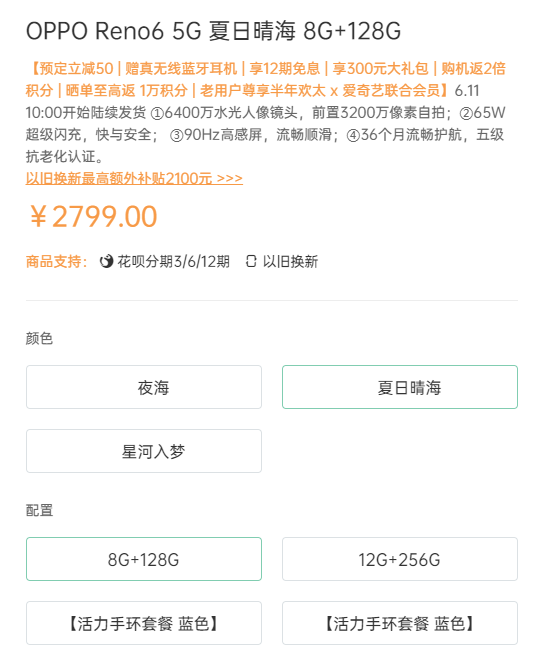 OPPO Reno6 5G 夏日晴海 8G+128G
【预定立减50 | 赠真无线蓝牙耳机 | 享12期免息 | 享300元大礼包 | 购机返2倍
积分 | 晒单至高返 1万积分 | 老用户尊享半年欢太 x 爱奇艺联合会员】6.11
10:00开始陆续发货 ①6400万水光人像镜头，前置3200万像素自拍；②65W
超级闪充，快与安全； ③90Hz高感屏，流畅顺滑；④36个月流畅护航，五级
抗老化认证。
以旧换新最高额外补贴2100元 >>>
￥2799.00
商品支持： 花呗分期3/6/12期 以旧换新
颜色
夜海 夏日晴海
星河入梦
配置
8G+128G 12G+256G
【活力手环套餐 蓝色】 【活力手环套餐 蓝色】